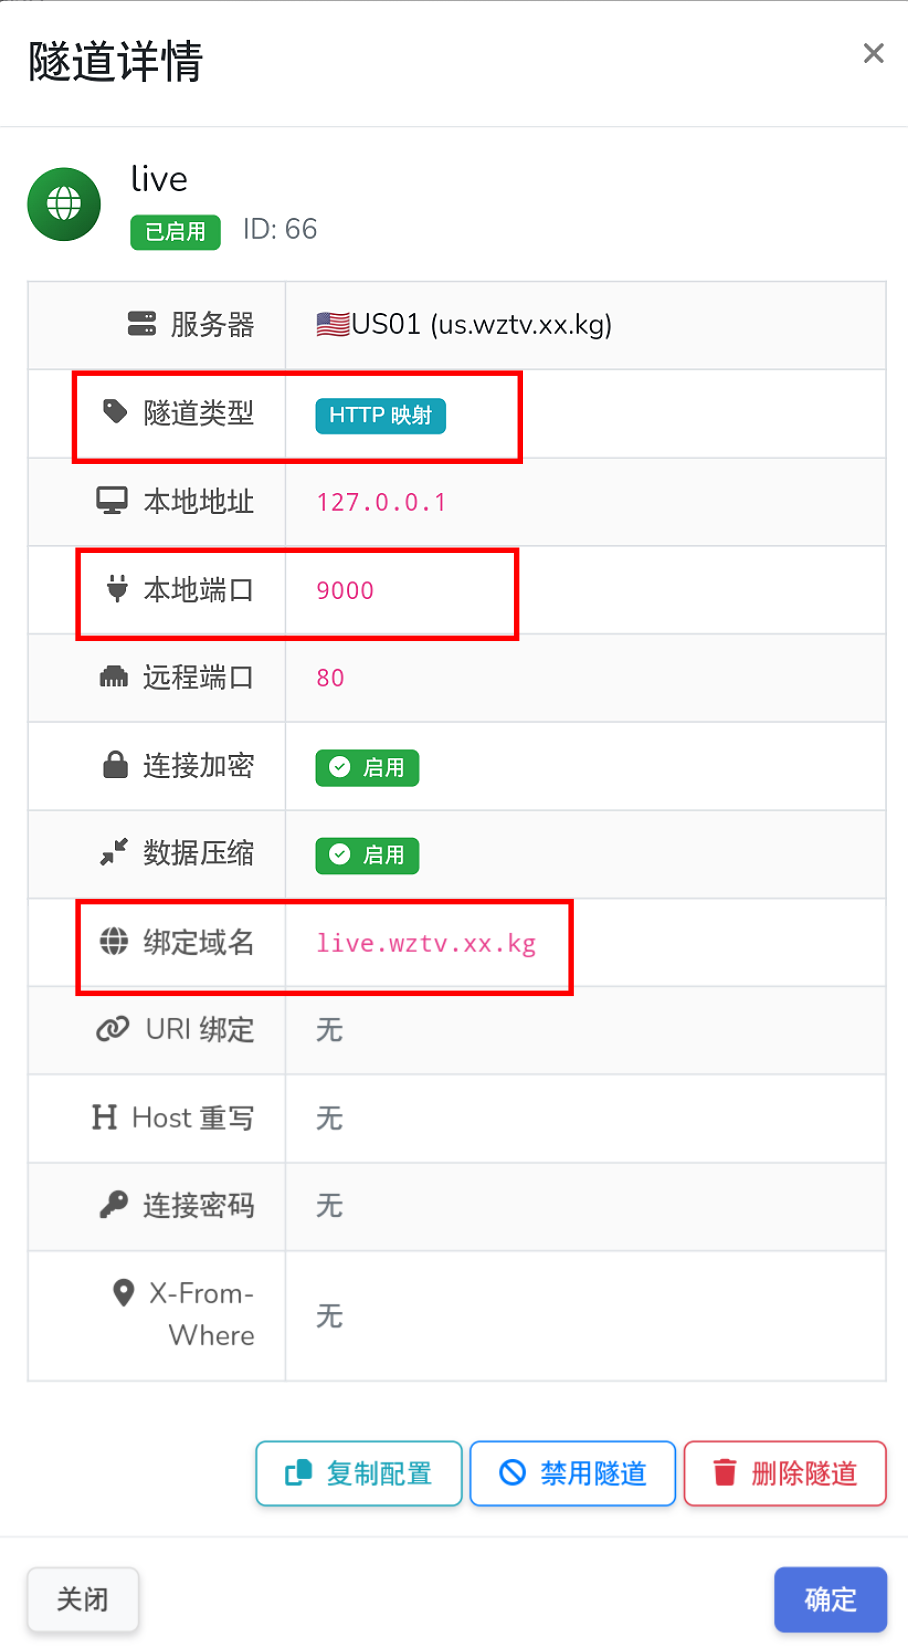 隧道详情
live
已启用 ID: 66
服务器 🇺🇸US01 (us.wztv.xx.kg)
隧道类型 HTTP 映射
本地地址 127.0.0.1
本地端口 9000
远程端口 80
连接加密 启用
数据压缩 启用
绑定域名 live.wztv.xx.kg
URI 绑定 无
Host 重写 无
连接密码 无
X-From-
Where 无
复制配置 禁用隧道 删除隧道
关闭 确定